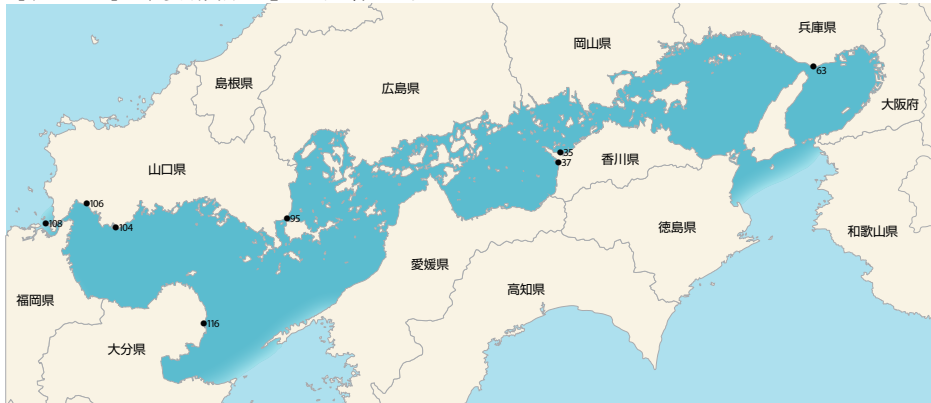 兵庫県
岡山県
63
島根県
広島県
大阪府
35
37
香川県
山口県
106
108
104
95
徳島県
和歌山県
愛媛県
高知県
福岡県
116
大分県